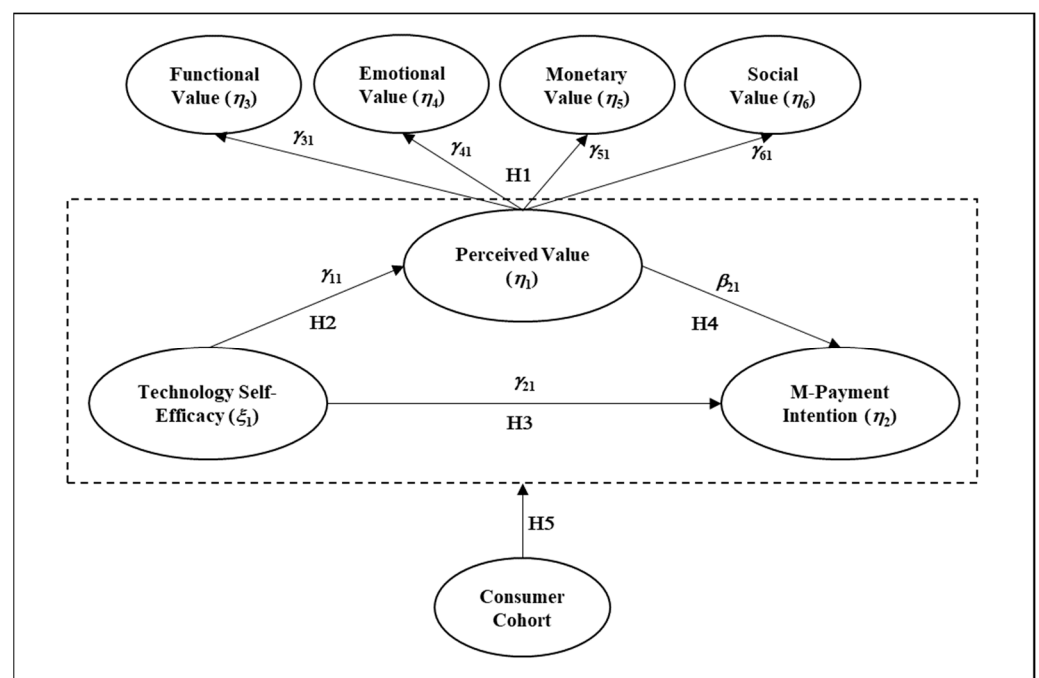 Functional
Value (η3)
Emotional
Value (η4)
Monetary
Value (η5)
Social
Value (η6)
γ31
γ41
γ51
γ61
H1
Perceived Value
(η1)
γ11
H2
β21
H4
Technology Self-
Efficacy (ξ1)
γ21
H3
M-Payment
Intention (η2)
H5
Consumer
Cohort